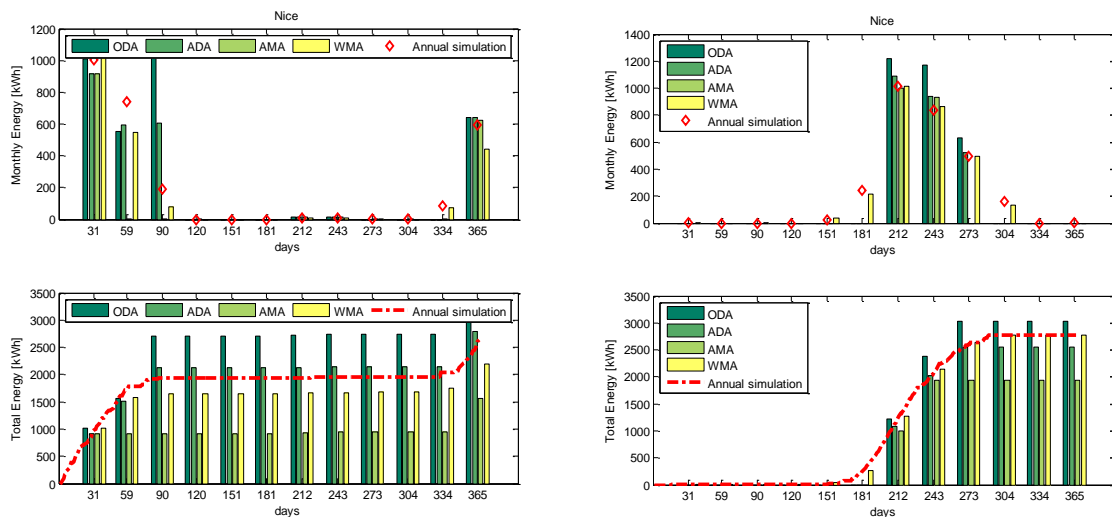 Nice
Monthly Energy [kWh]
1200
1000
800
600
400
200
0
ODA ADA AMA WMA Annual simulation
31 59 90 120 151 181 212 243 273 304 334 365
days
Nice
Monthly Energy [kWh]
1400
1200
1000
800
600
400
200
0
ODA
ADA
AMA
WMA
Annual simulation
31 59 90 120 151 181 212 243 273 304 334 365
days
Total Energy [kWh]
3500
3000
2500
2000
1500
1000
500
0
ODA ADA AMA WMA Annual simulation
31 59 90 120 151 181 212 243 273 304 334 365
days
Total Energy [kWh]
3500
3000
2500
2000
1500
1000
500
0
ODA
ADA
AMA
WMA
Annual simulation
31 59 90 120 151 181 212 243 273 304 334 365
days